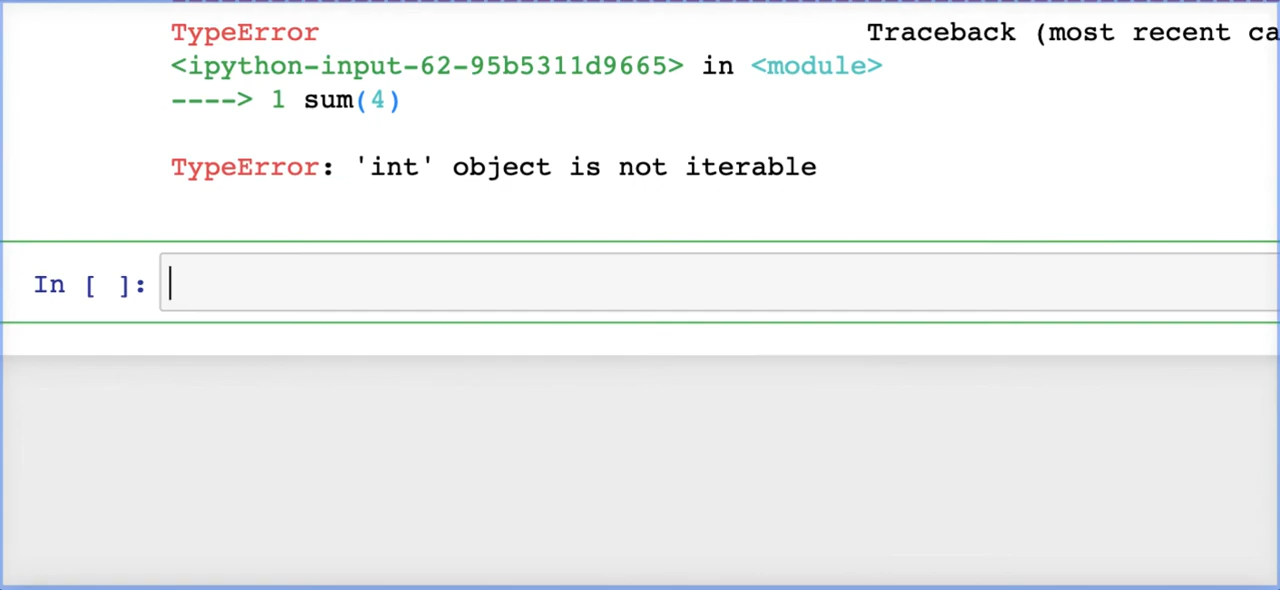 TypeError Traceback (most recent ca
<ipython-input-62-95b5311d9665> in <module>
----> 1 sum(4)
TypeError: 'int' object is not iterable
In [ ]: